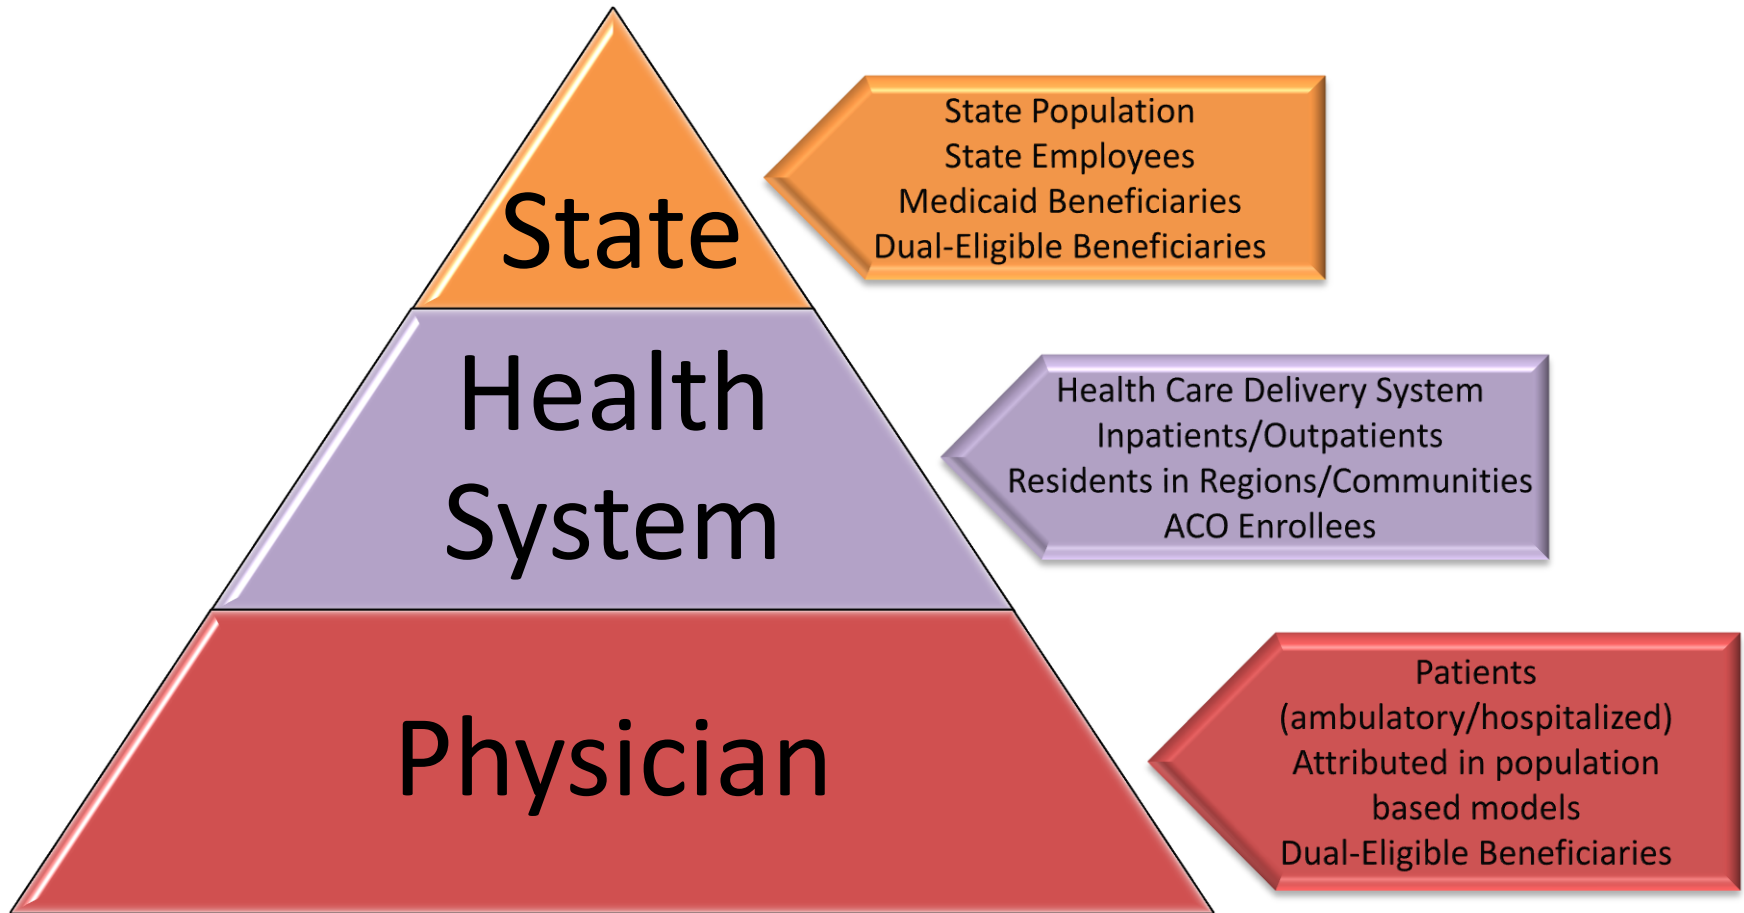 State
State Population
State Employees
Medicaid Beneficiaries
Dual-Eligible Beneficiaries
Health
System
Health Care Delivery System
Inpatients/Outpatients
Residents in Regions/Communities
ACO Enrollees
Physician
Patients
(ambulatory/hospitalized)
Attributed in population
based models
Dual-Eligible Beneficiaries